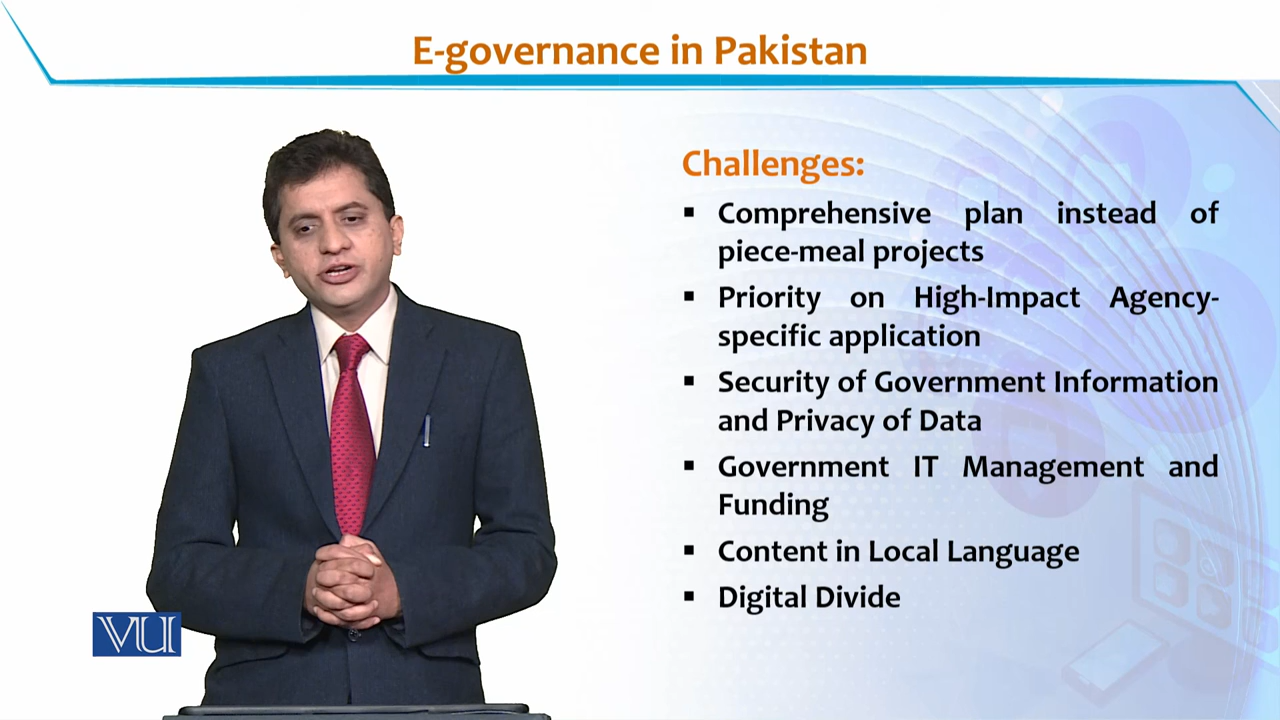 E-governance in Pakistan
Challenges:
▪ Comprehensive plan instead of
piece-meal projects
▪ Priority on High-Impact Agency-
specific application
▪ Security of Government Information
and Privacy of Data
▪ Government IT Management and
Funding
▪ Content in Local Language
▪ Digital Divide
VU